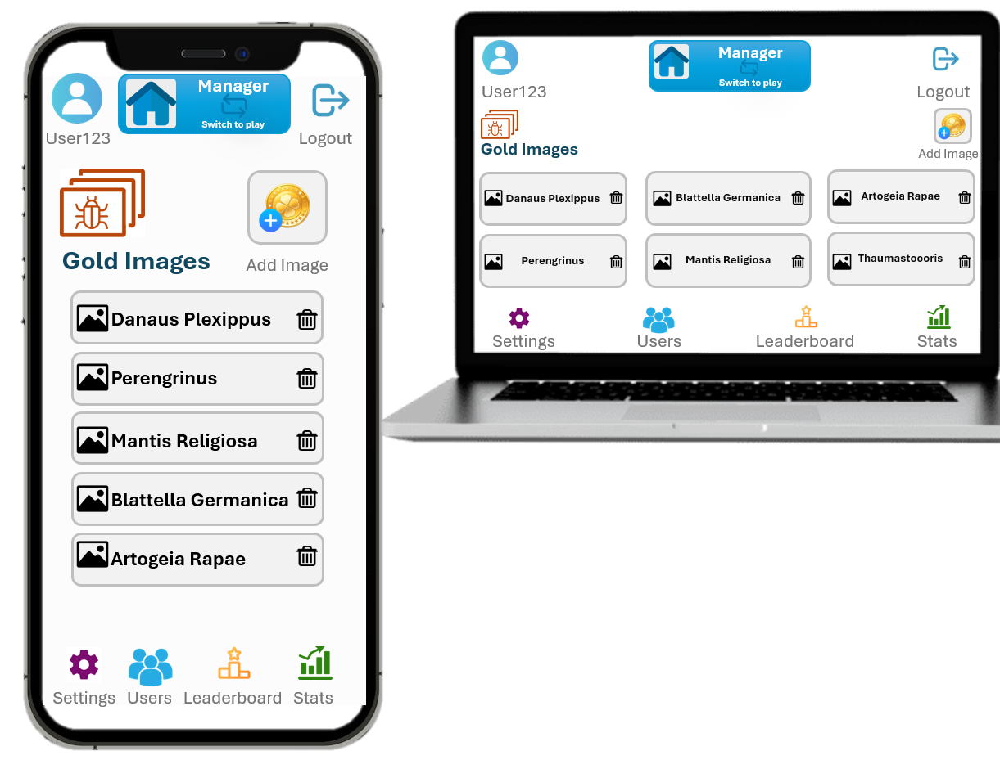 Manager
Switch to play
User123
Logout
Gold Images
Add Image
Danaus Plexippus
Perengrinus
Mantis Religiosa
Blattella Germanica
Artogeia Rapae
Settings
Users
Leaderboard
Stats
Manager
Switch to play
User123
Logout
Gold Images
Add Image
Danaus Plexippus
Blattella Germanica
Artogeia Rapae
Perengrinus
Mantis Religiosa
Thaumastocoris
Settings
Users
Leaderboard
Stats